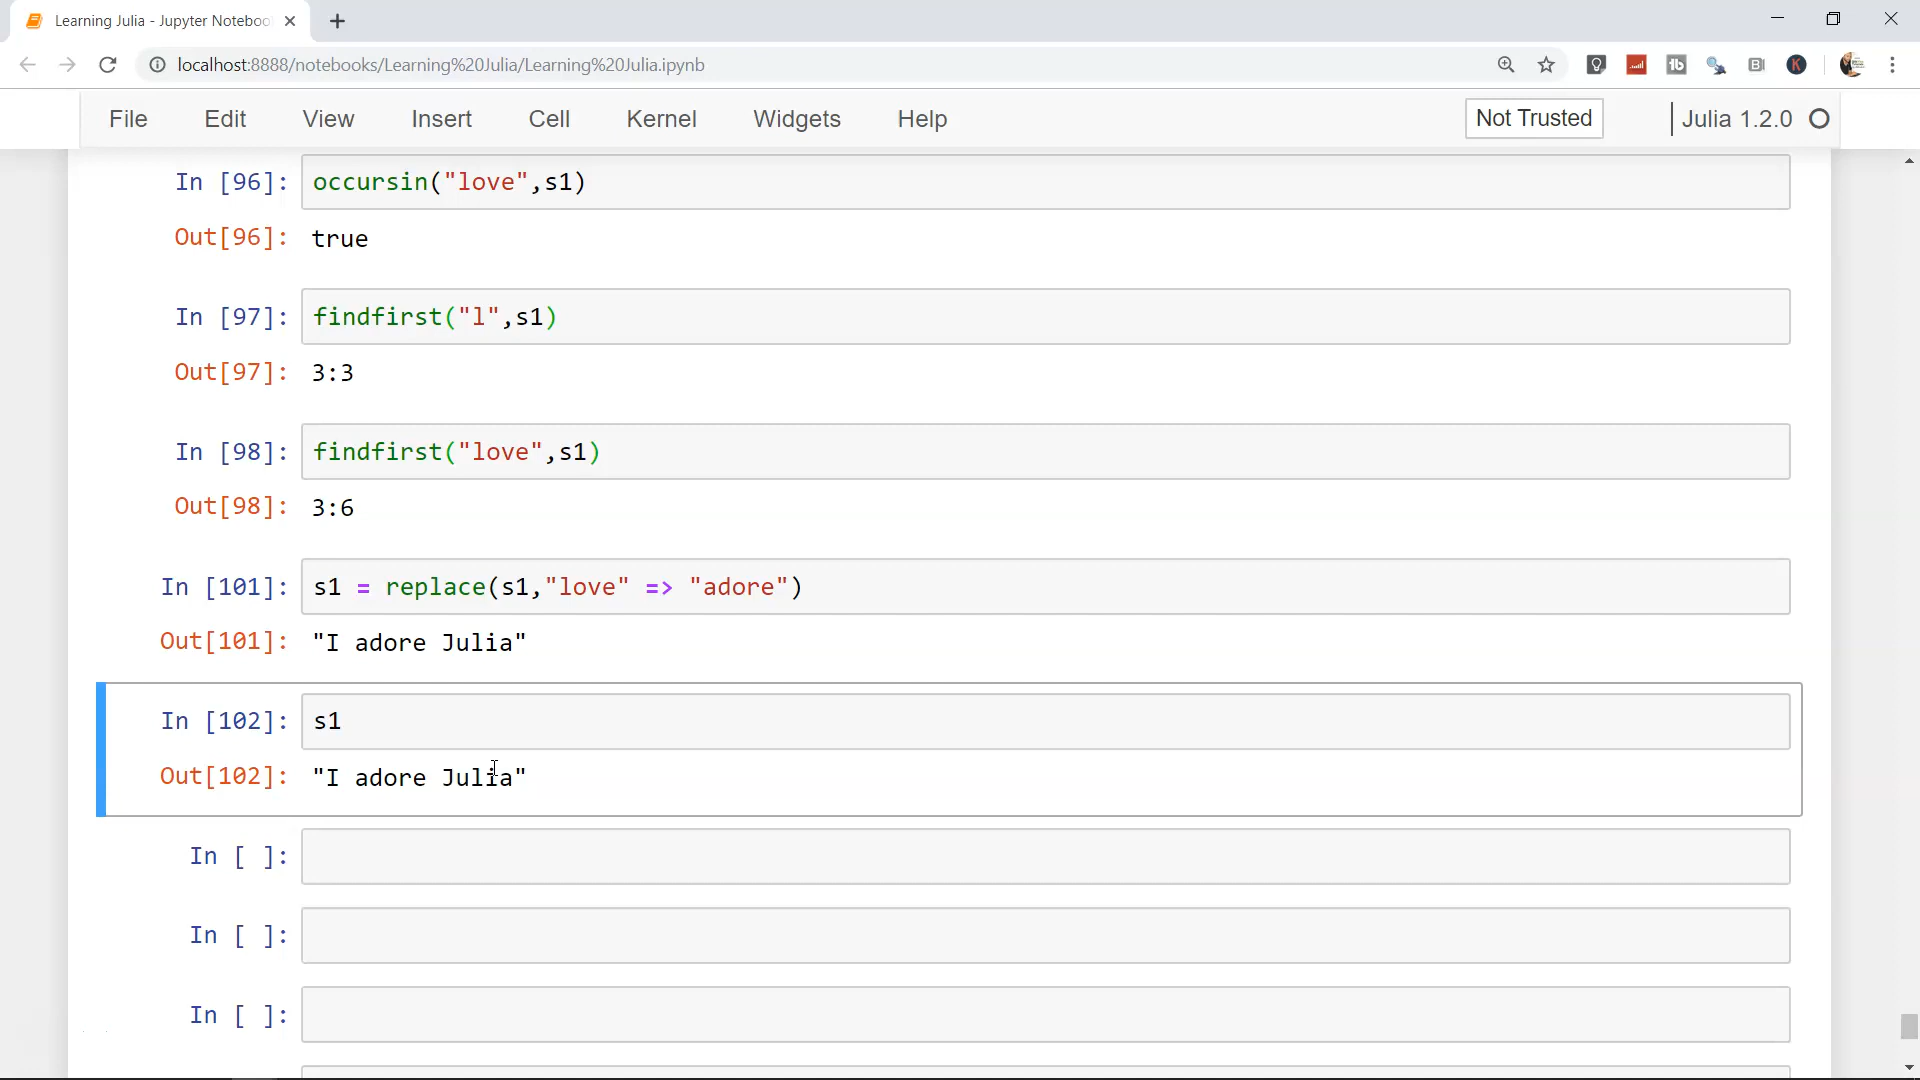 Learning Julia - Jupyter Noteboo
localhost:8888/notebooks/Learning%20Julia/Learning%20Julia.ipynb
File Edit View Insert Cell Kernel Widgets Help Not Trusted Julia 1.2.0
In [96]: occursin("love",s1)
Out[96]: true
In [97]: findfirst("l",s1)
Out[97]: 3:3
In [98]: findfirst("love",s1)
Out[98]: 3:6
In [101]: s1 = replace(s1,"love" => "adore")
Out[101]: "I adore Julia"
In [102]: s1
Out[102]: "I adore Julia"
In [ ]:
In [ ]:
In [ ]: